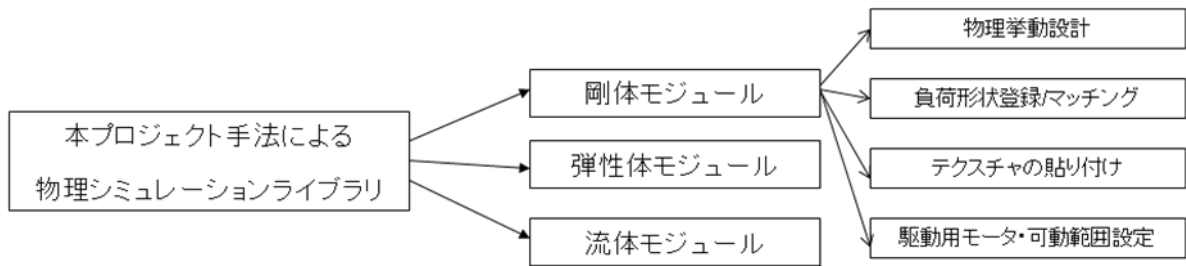 本プロジェクト手法による
物理シミュレーションライブラリ
剛体モジュール
弾性体モジュール
流体モジュール
物理挙動設計
負荷形状登録/マッチング
テクスチャの貼り付け
駆動用モータ・可動範囲設定